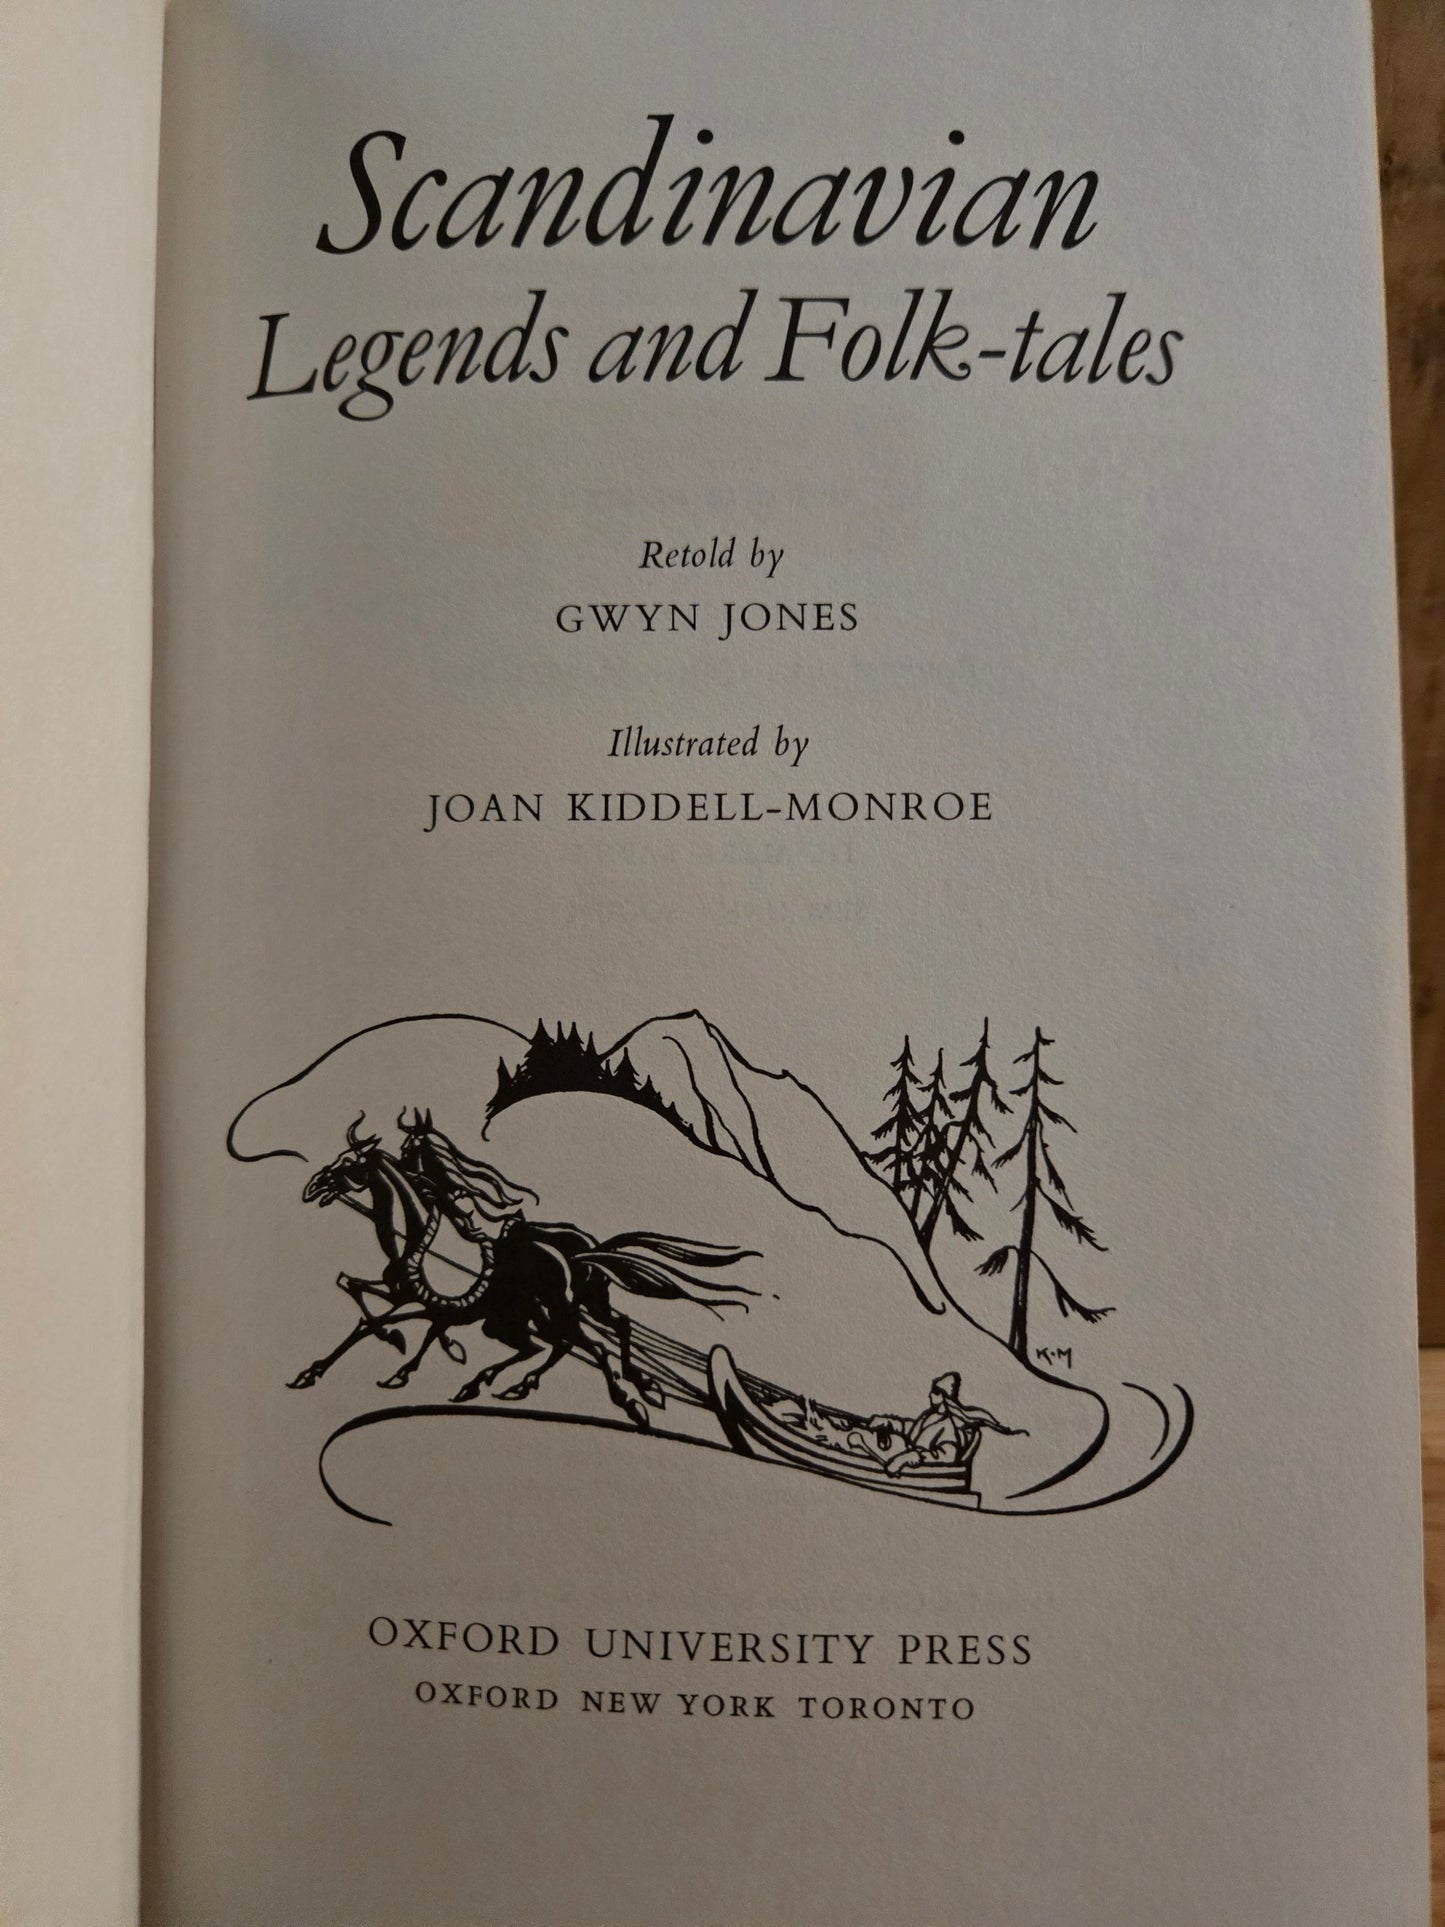 Scandinavian
Legends and Folk-tales
Retold by
GWYN JONES
Illustrated by
JOAN KIDDELL-MONROE
K·M
OXFORD UNIVERSITY PRESS
OXFORD NEW YORK TORONTO